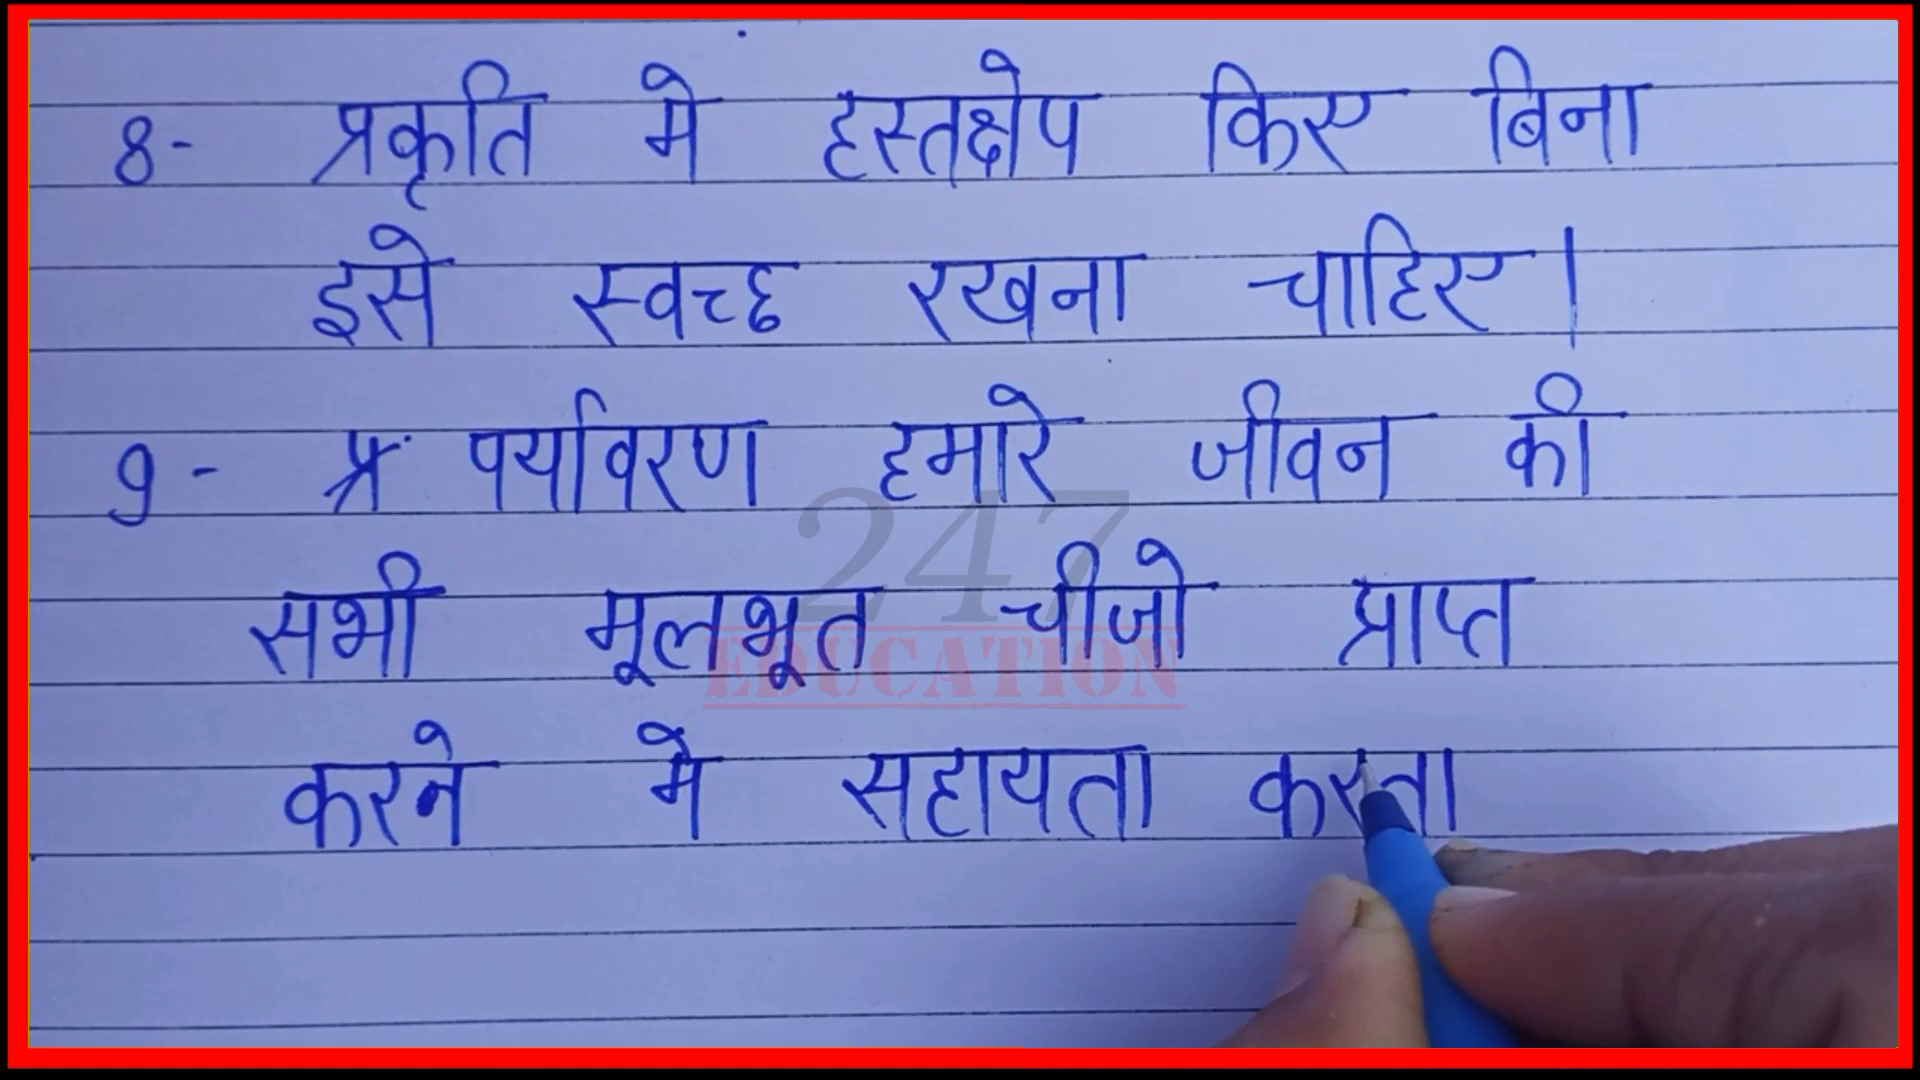 8- प्रकृति मे हस्तक्षेप किए बिना
इसे स्वच्छ रखना चाहिए।
9- प्र पर्यावरण हमारे जीवन की
सभी मूलभूत चीजो प्राप्त
247
EDUCATION
करने मे सहायता करता